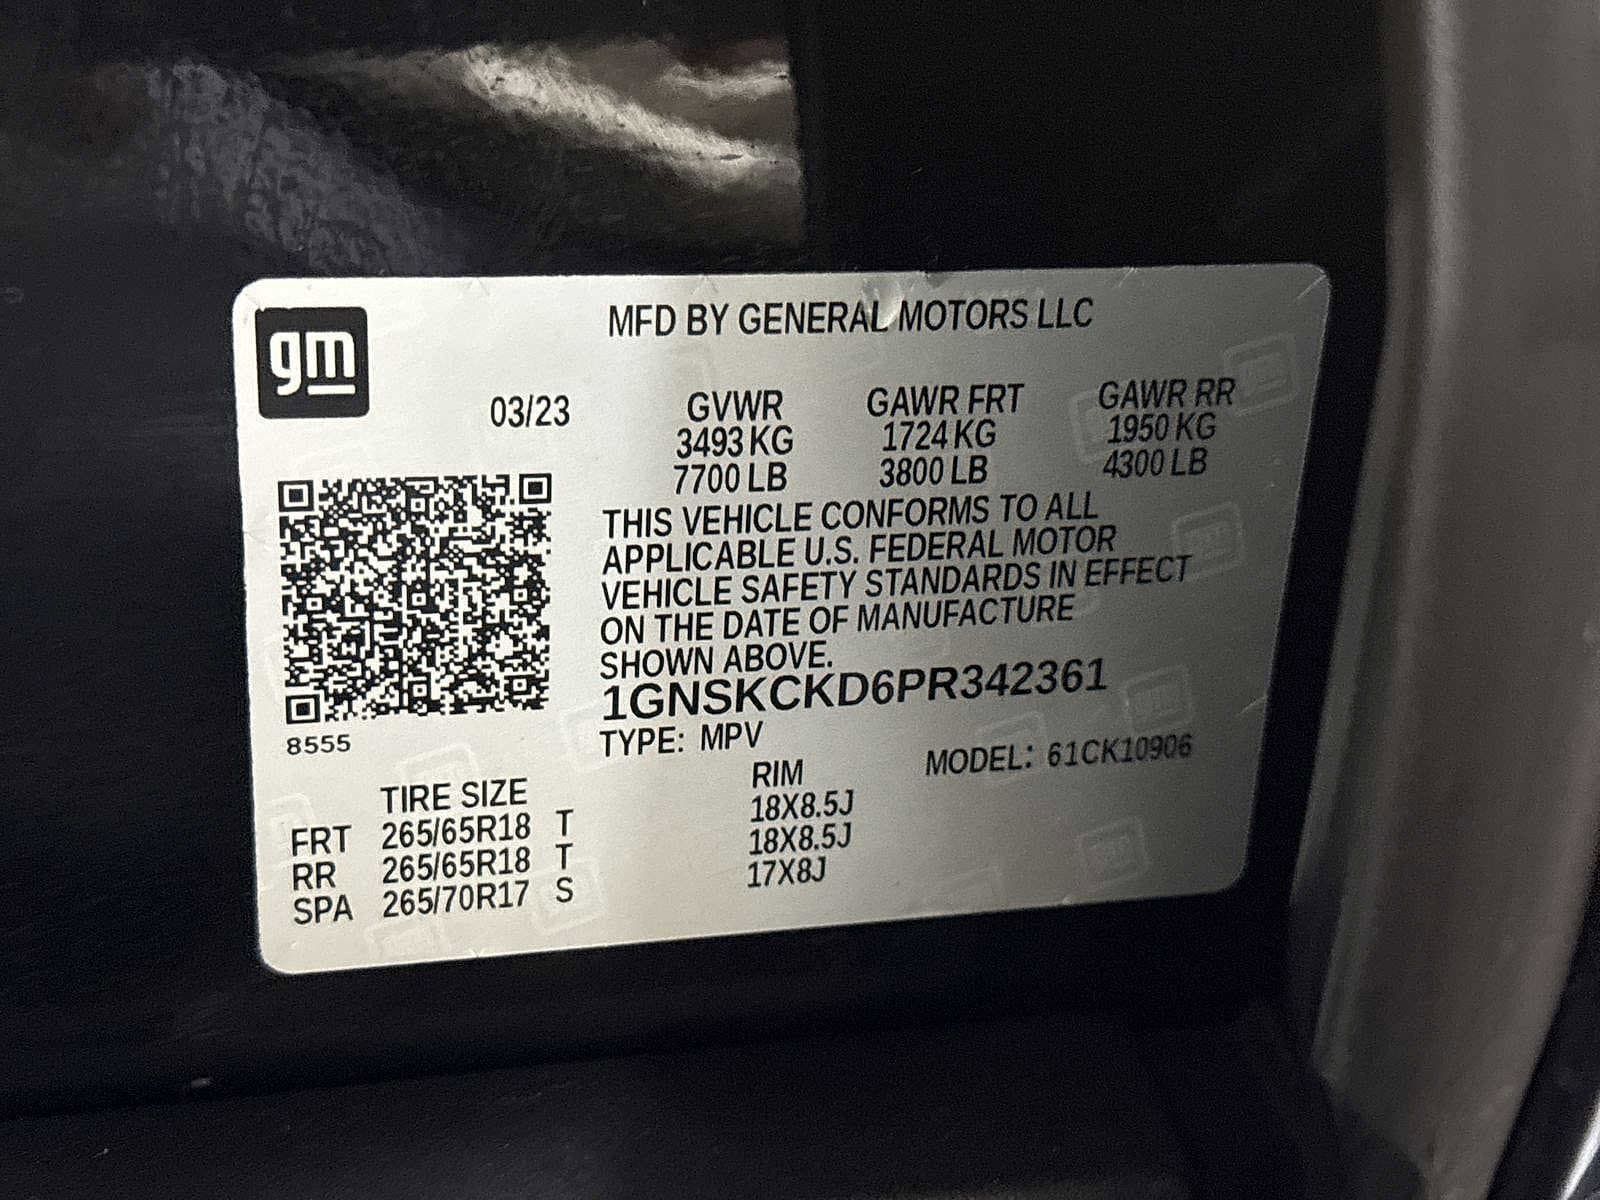 gm
MFD BY GENERAL MOTORS LLC
03/23 GVWR GAWR FRT GAWR RR
3493 KG 1724 KG 1950 KG
7700 LB 3800 LB 4300 LB
THIS VEHICLE CONFORMS TO ALL
APPLICABLE U.S. FEDERAL MOTOR
VEHICLE SAFETY STANDARDS IN EFFECT
ON THE DATE OF MANUFACTURE
SHOWN ABOVE.
1GNSKCKD6PR342361
8555
TYPE: MPV MODEL: 61CK10906
TIRE SIZE RIM
FRT 265/65R18 T 18X8.5J
RR 265/65R18 T 18X8.5J
SPA 265/70R17 S 17X8J